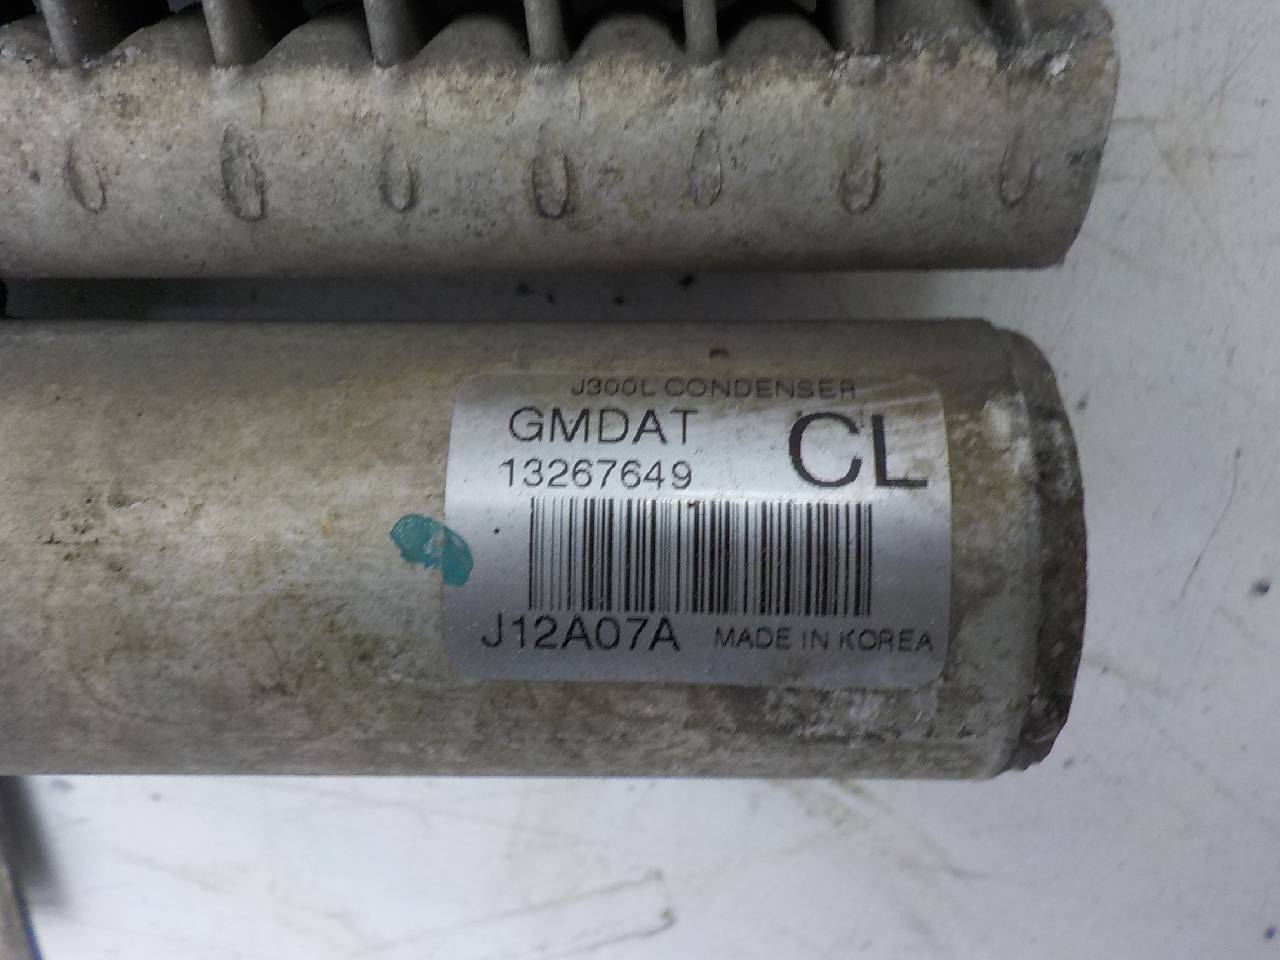 J300L CONDENSER
GMDAT CL
13267649
J12A07A MADE IN KOREA